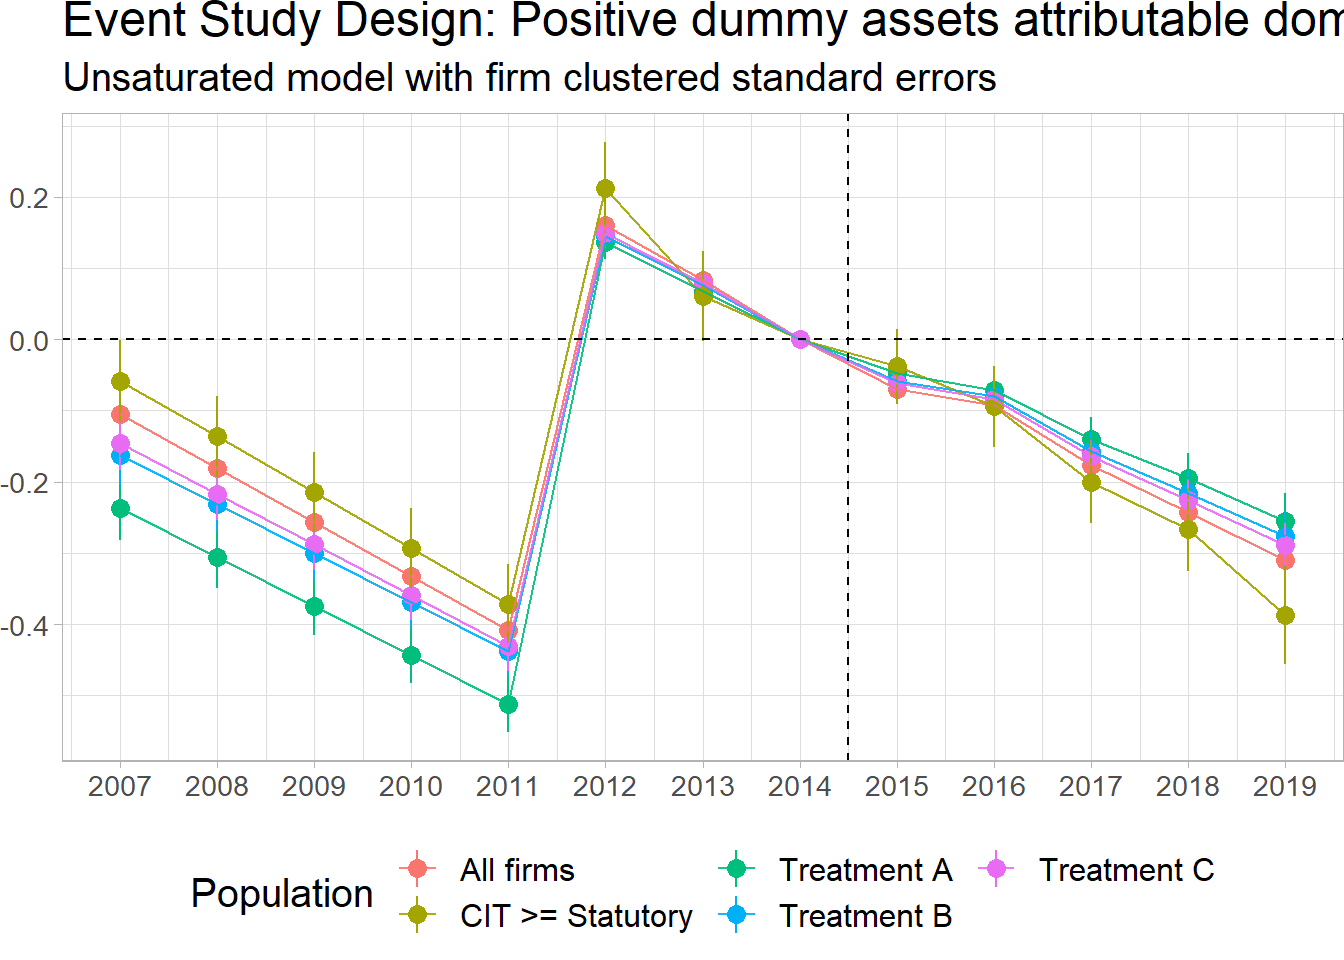 Event Study Design: Positive dummy assets attributable dom
Unsaturated model with firm clustered standard errors
0.2
0.0
-0.2
-0.4
2007 2008 2009 2010 2011 2012 2013 2014 2015 2016 2017 2018 2019
Population
All firms
CIT >= Statutory
Treatment A
Treatment B
Treatment C